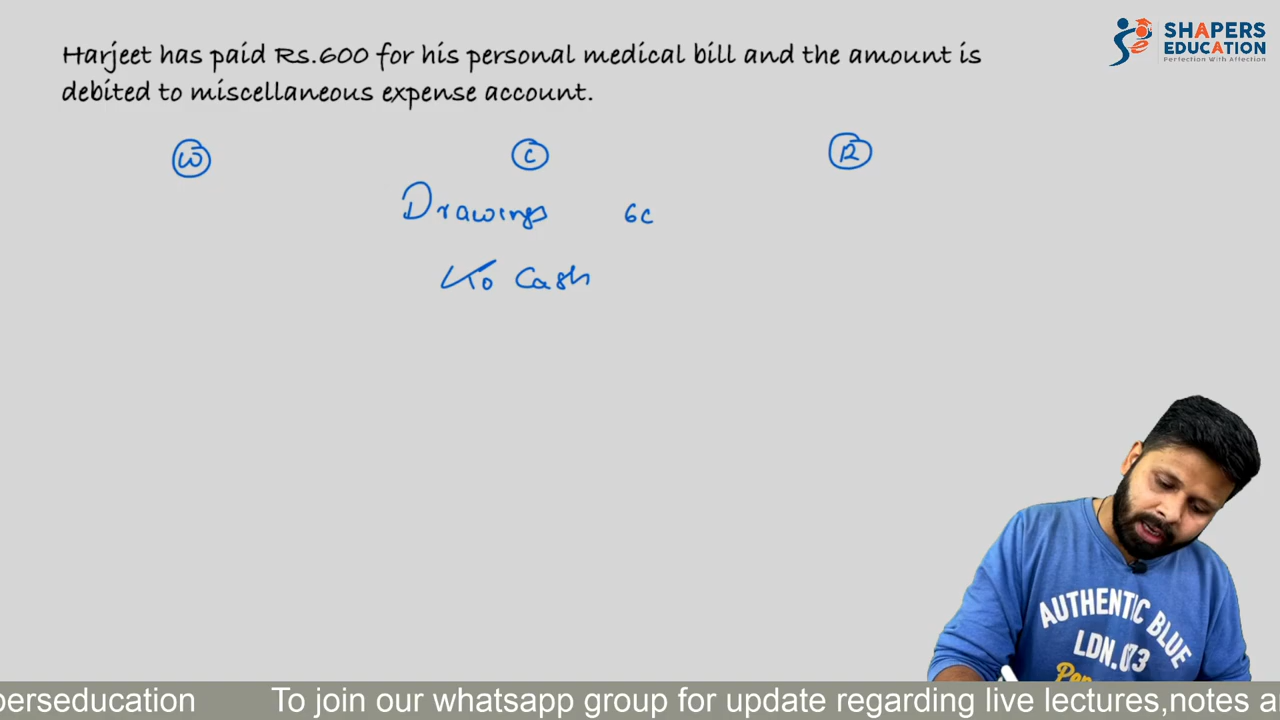 SHAPERS
EDUCATION
Perfection With Affection
Harjeet has paid Rs.600 for his personal medical bill and the amount is
debited to miscellaneous expense account.
W C R
Drawings 6c
To Cash
AUTHENTIC BLUE
LDN.
perseducation To join our whatsapp group for update regarding live lectures,notes a